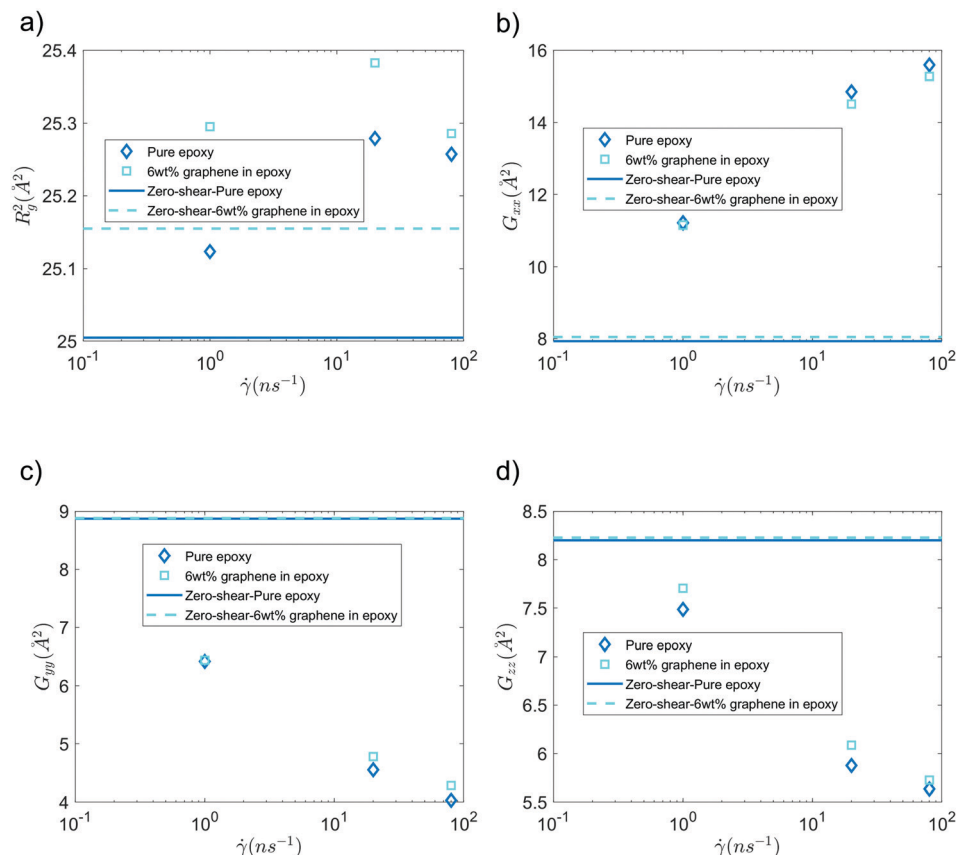 a)
25.4
25.3
25.2
25.1
25
R_g^2(Å^2)
Pure epoxy
6wt% graphene in epoxy
Zero-shear-Pure epoxy
Zero-shear-6wt% graphene in epoxy
10^-1 10^0 10^1 10^2
γ̇(ns^-1)
b)
16
14
12
10
8
G_xx(Å^2)
Pure epoxy
6wt% graphene in epoxy
Zero-shear-Pure epoxy
Zero-shear-6wt% graphene in epoxy
10^-1 10^0 10^1 10^2
γ̇(ns^-1)
c)
9
8
7
6
5
4
G_yy(Å^2)
Pure epoxy
6wt% graphene in epoxy
Zero-shear-Pure epoxy
Zero-shear-6wt% graphene in epoxy
10^-1 10^0 10^1 10^2
γ̇(ns^-1)
d)
8.5
8
7.5
7
6.5
6
5.5
G_zz(Å^2)
Pure epoxy
6wt% graphene in epoxy
Zero-shear-Pure epoxy
Zero-shear-6wt% graphene in epoxy
10^-1 10^0 10^1 10^2
γ̇(ns^-1)